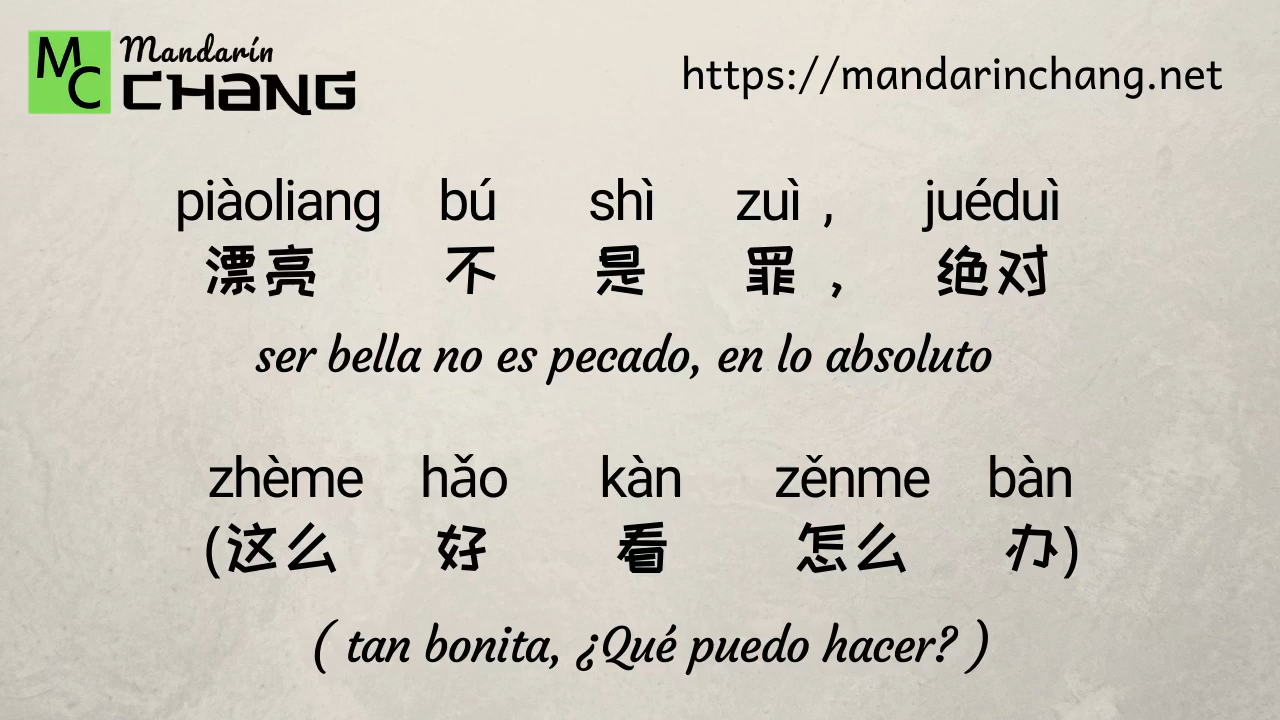 MC Mandarín CHANG
https://mandarinchang.net
piàoliang bú shì zuì , juéduì
漂亮 不 是 罪 , 绝对
ser bella no es pecado, en lo absoluto
zhème hǎo kàn zěnme bàn
(这么 好 看 怎么 办)
( tan bonita, ¿Qué puedo hacer? )